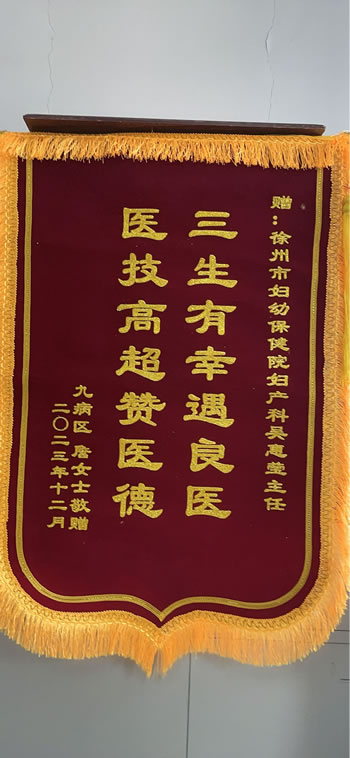 赠：徐州市妇幼保健院妇产科吴惠莹主任
三生有幸遇良医
医技高超赞医德
九病区 詹女士敬赠
二〇二三年十二月